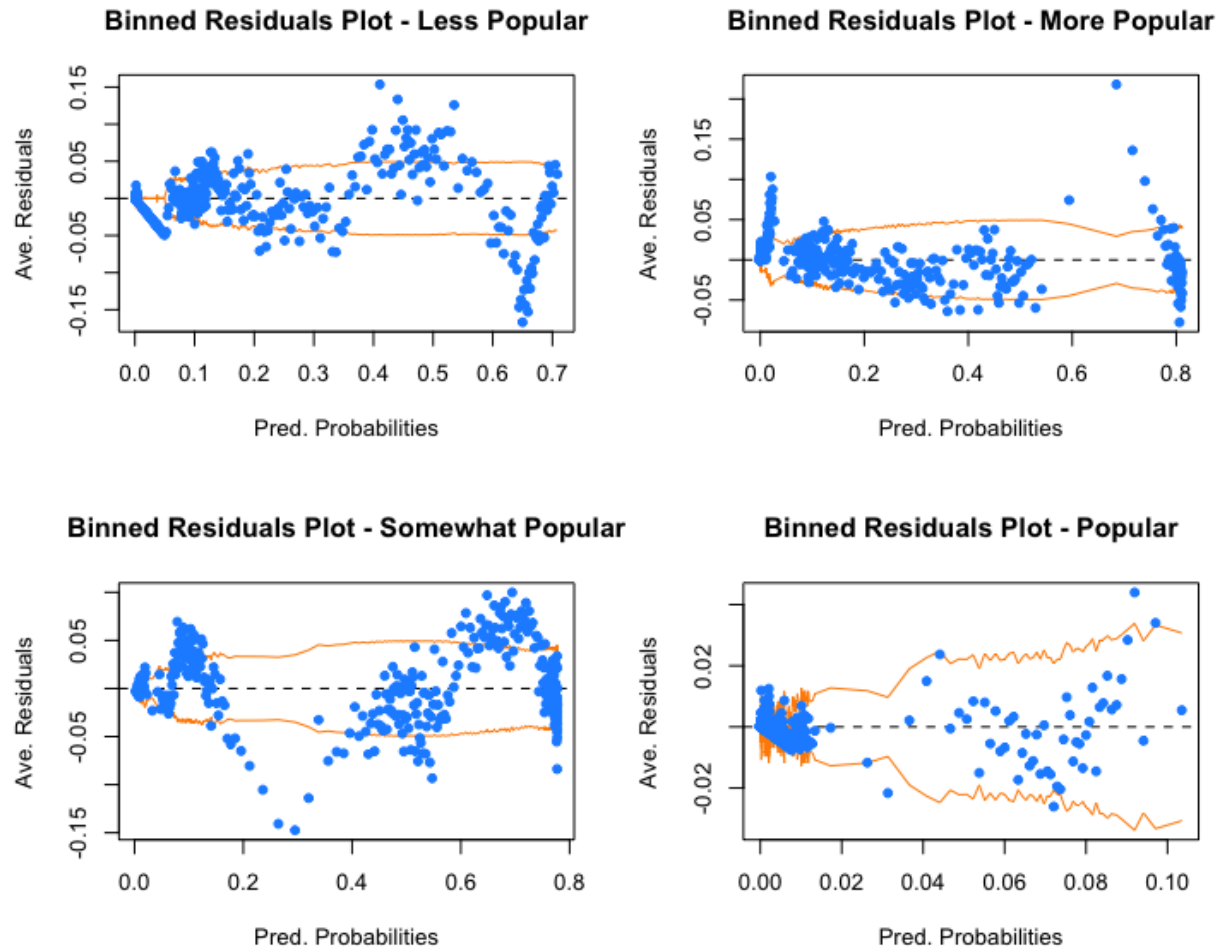 Binned Residuals Plot - Less Popular
Ave. Residuals
0.15
0.05
-0.05
-0.15
0.0 0.1 0.2 0.3 0.4 0.5 0.6 0.7
Pred. Probabilities
Binned Residuals Plot - More Popular
Ave. Residuals
0.15
0.05
-0.05
0.0 0.2 0.4 0.6 0.8
Pred. Probabilities
Binned Residuals Plot - Somewhat Popular
Ave. Residuals
0.05
-0.05
-0.15
0.0 0.2 0.4 0.6 0.8
Pred. Probabilities
Binned Residuals Plot - Popular
Ave. Residuals
0.02
-0.02
0.00 0.02 0.04 0.06 0.08 0.10
Pred. Probabilities